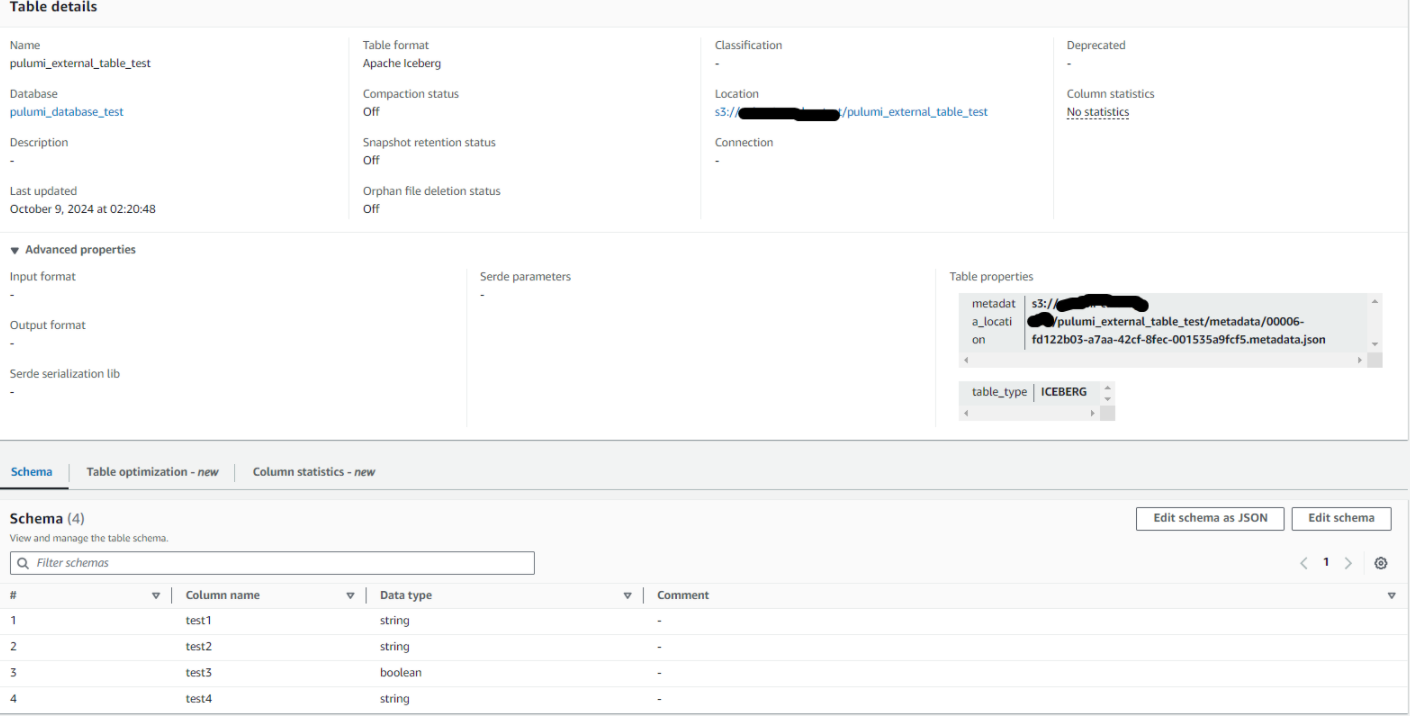 Table details
Name
pulumi_external_table_test
Database
pulumi_database_test
Description
-
Last updated
October 9, 2024 at 02:20:48
Table format
Apache Iceberg
Compaction status
Off
Snapshot retention status
Off
Orphan file deletion status
Off
Classification
-
Location
s3:// /pulumi_external_table_test
Connection
-
Deprecated
-
Column statistics
No statistics
Advanced properties
Input format
-
Output format
-
Serde serialization lib
-
Serde parameters
-
Table properties
metadat s3://
a_locati /pulumi_external_table_test/metadata/00006-
on fd122b03-a7aa-42cf-8fec-001535a9fcf5.metadata.json
table_type ICEBERG
Schema Table optimization - new Column statistics - new
Schema (4)
View and manage the table schema.
Edit schema as JSON Edit schema
Filter schemas
1
# Column name Data type Comment
1 test1 string -
2 test2 string -
3 test3 boolean -
4 test4 string -